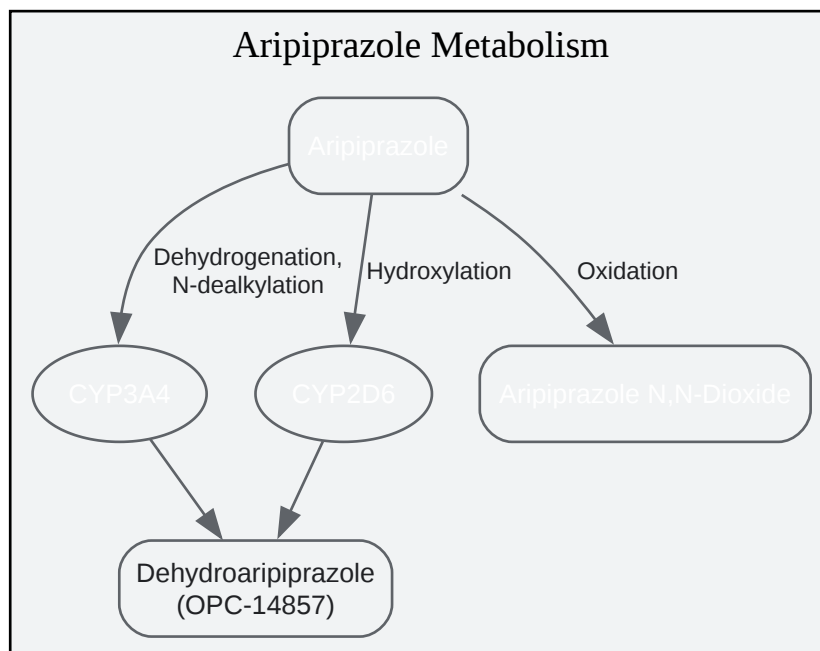 Aripiprazole Metabolism
Aripiprazole
Dehydrogenation,
N-dealkylation
Hydroxylation
Oxidation
CYP3A4
CYP2D6
Aripiprazole N,N-Dioxide
Dehydroaripiprazole
(OPC-14857)